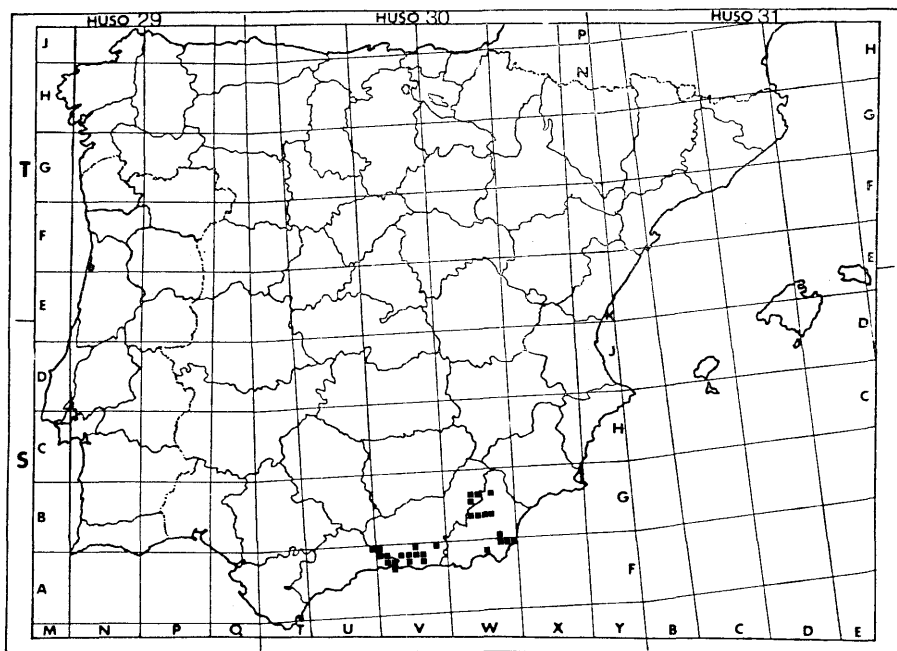 HUSO 29 HUSO 30 HUSO 31
J P H
H N
G
T G
F
F
E
E D
K
J
D C
H
C
S G
B
F
A
M N P Q T U V W X Y B C D E